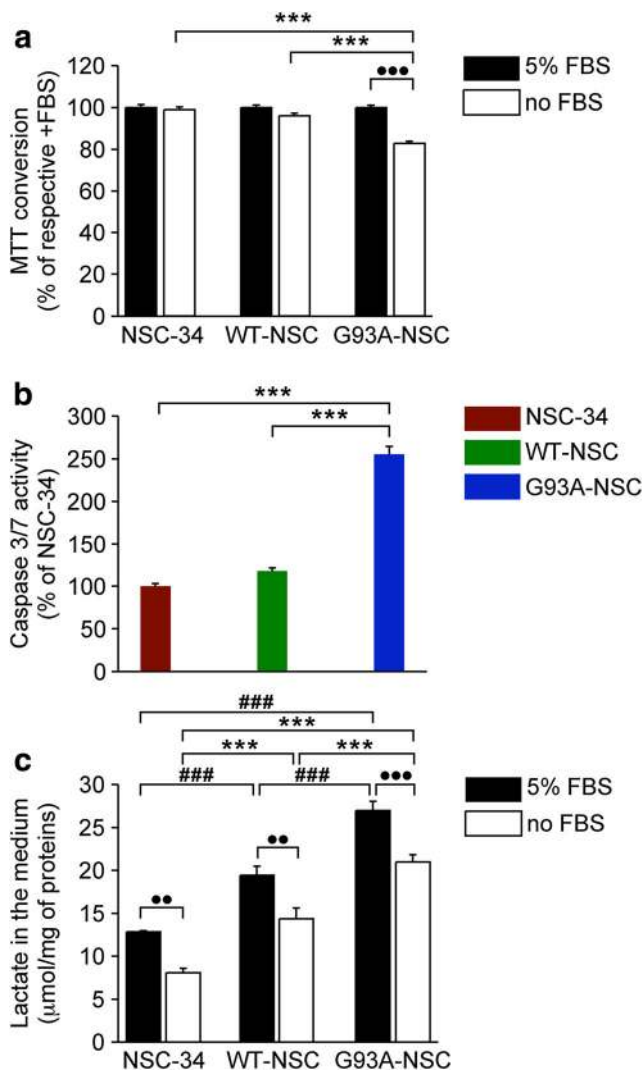 a
***
***
●●●
5% FBS
no FBS
MTT conversion
(% of respective +FBS)
120
100
80
60
40
20
0
NSC-34 WT-NSC G93A-NSC
b
***
***
NSC-34
WT-NSC
G93A-NSC
Caspase 3/7 activity
(% of NSC-34)
300
250
200
150
100
50
0
###
***
c
***
***
###
###
●●●
●●
●●
5% FBS
no FBS
Lactate in the medium
(μmol/mg of proteins)
30
25
20
15
10
5
0
NSC-34 WT-NSC G93A-NSC